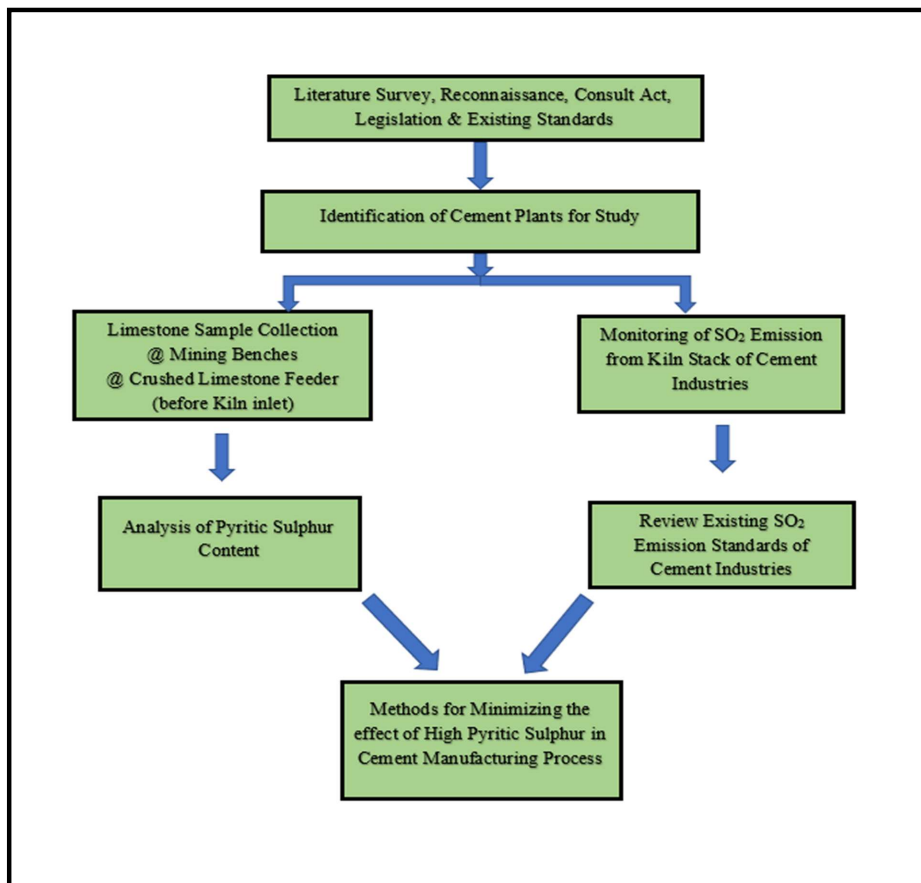 Literature Survey, Reconnaissance, Consult Act,
Legislation & Existing Standards
Identification of Cement Plants for Study
Limestone Sample Collection
@ Mining Benches
@ Crushed Limestone Feeder
(before Kiln inlet)
Monitoring of SO₂ Emission
from Kiln Stack of Cement
Industries
Analysis of Pyritic Sulphur
Content
Review Existing SO₂
Emission Standards of
Cement Industries
Methods for Minimizing the
effect of High Pyritic Sulphur in
Cement Manufacturing Process